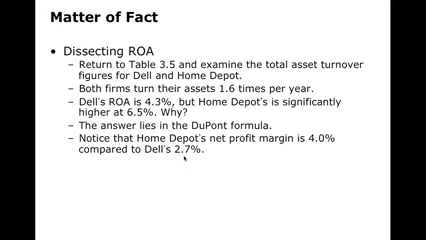 Matter of Fact
• Dissecting ROA
– Return to Table 3.5 and examine the total asset turnover
figures for Dell and Home Depot.
– Both firms turn their assets 1.6 times per year.
– Dell's ROA is 4.3%, but Home Depot's is significantly
higher at 6.5%. Why?
– The answer lies in the DuPont formula.
– Notice that Home Depot's net profit margin is 4.0%
compared to Dell's 2.7%.